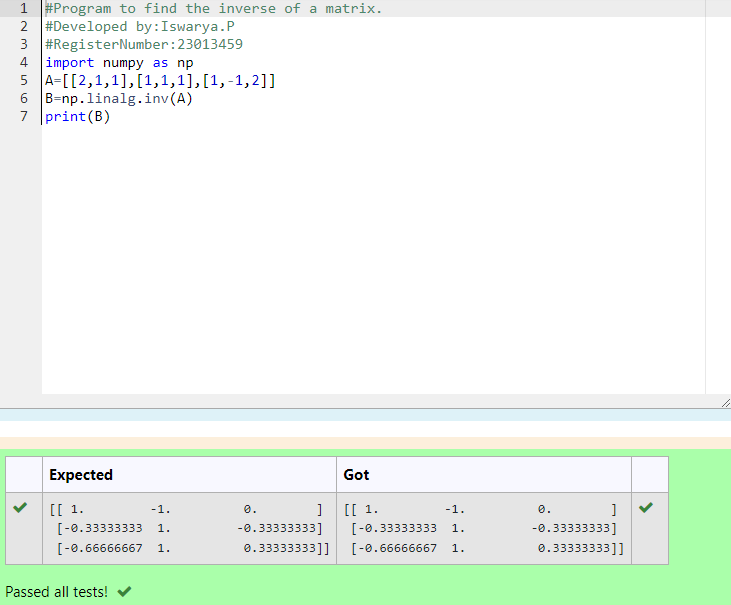 1 #Program to find the inverse of a matrix.
2 #Developed by:Iswarya.P
3 #RegisterNumber:23013459
4 import numpy as np
5 A=[[2,1,1],[1,1,1],[1,-1,2]]
6 B=np.linalg.inv(A)
7 print(B)
Expected Got
[[ 1.         -1.          0.        ] [[ 1.         -1.          0.        ]
[-0.33333333  1.         -0.33333333] [-0.33333333  1.         -0.33333333]
[-0.66666667  1.          0.33333333]] [-0.66666667  1.          0.33333333]]
Passed all tests!